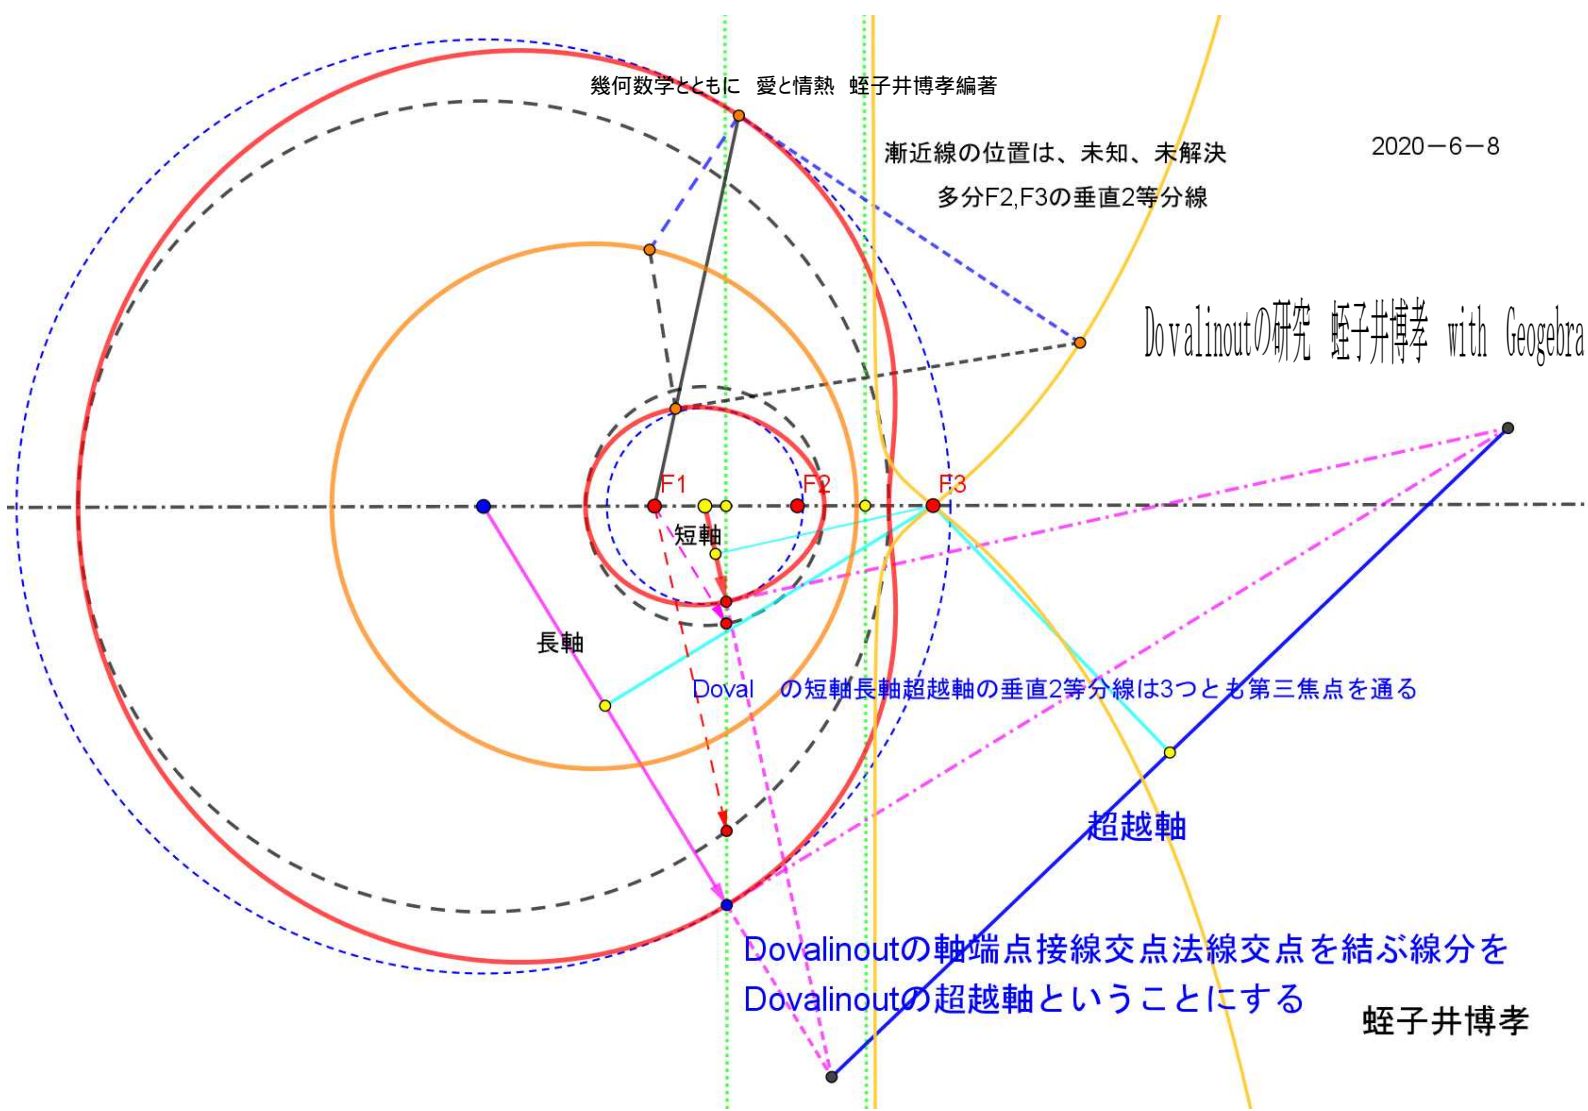 幾何数学とともに　愛と情熱　蛭子井博孝編著
漸近線の位置は、未知、未解決
2020－6－8
多分F2,F3の垂直2等分線
Dovalinoutの研究　蛭子井博孝　with　Geogebra
F1
F2
F3
短軸
長軸
Doval　の短軸長軸超越軸の垂直2等分線は3つとも第三焦点を通る
超越軸
Dovalinoutの軸端点接線交点法線交点を結ぶ線分を
Dovalinoutの超越軸ということにする
蛭子井博孝